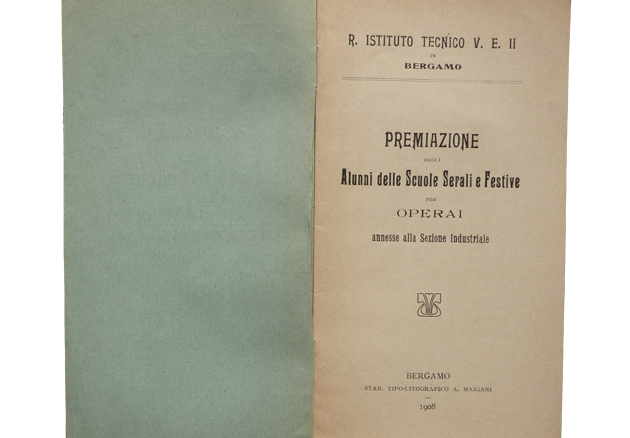 R. ISTITUTO TECNICO V. E. II
IN
BERGAMO
PREMIAZIONE
DEGLI
Alunni delle Scuole Serali e Festive
PER
OPERAI
annesse alla Sezione Industriale
BERGAMO
STAB. TIPO-LITOGRAFICO A. MARIANI
1908